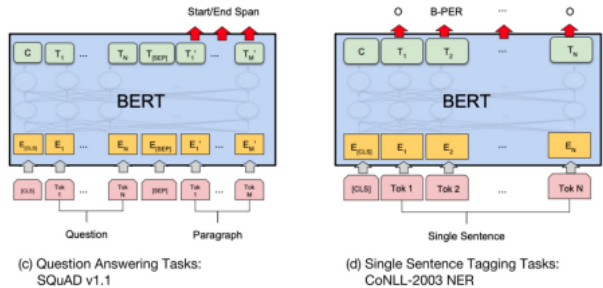 Start/End Span
C T1 ... TN T[SEP] T1' ... TM'
BERT
E[CLS] E1 ... EN E[SEP] E1' ... EM'
[CLS] Tok 1 ... Tok N [SEP] Tok 1 ... Tok M
Question Paragraph
(c) Question Answering Tasks:
SQuAD v1.1
O B-PER ... O
C T1 T2 ... TN
BERT
E[CLS] E1 E2 ... EN
[CLS] Tok 1 Tok 2 ... Tok N
Single Sentence
(d) Single Sentence Tagging Tasks:
CoNLL-2003 NER